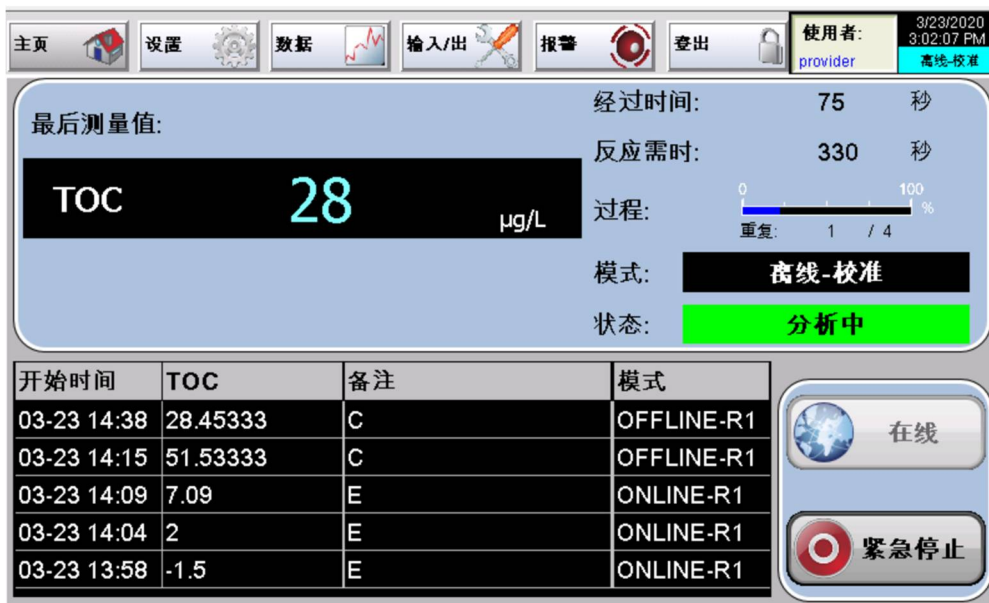 主页 设置 数据 输入/出 报警 登出 使用者: 3/23/2020
provider 3:02:07 PM
离线-校准
最后测量值:
TOC 28 µg/L
经过时间: 75 秒
反应需时: 330 秒
过程: 0 100 %
重复: 1 / 4
模式: 离线-校准
状态: 分析中
开始时间 TOC 备注 模式
03-23 14:38 28.45333 C OFFLINE-R1
03-23 14:15 51.53333 C OFFLINE-R1
03-23 14:09 7.09 E ONLINE-R1
03-23 14:04 2 E ONLINE-R1
03-23 13:58 -1.5 E ONLINE-R1
在线
紧急停止